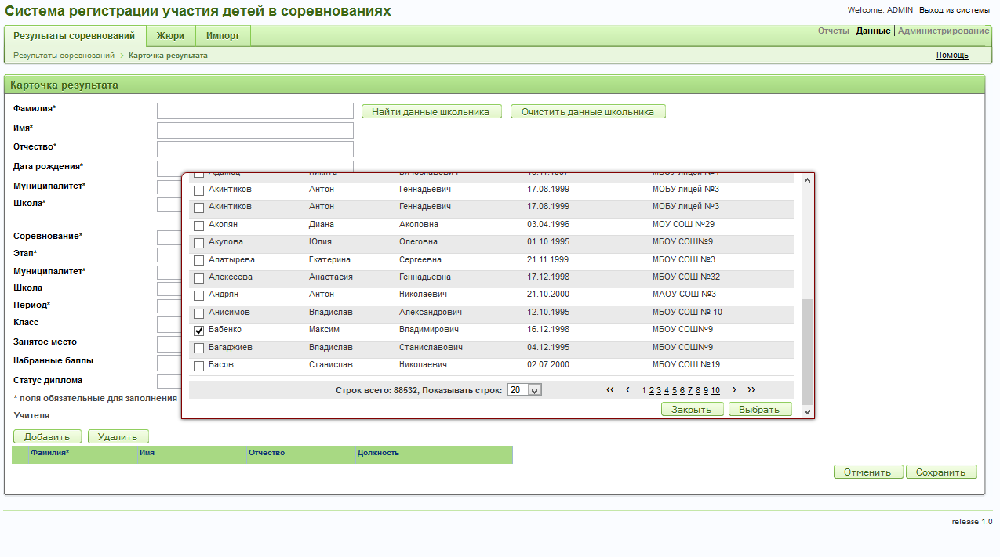 Система регистрации участия детей в соревнованиях
Welcome: ADMIN Выход из системы
Результаты соревнований Жюри Импорт
Отчеты Данные Администрирование
Результаты соревнований > Карточка результата
Помощь
Карточка результата
Фамилия*
Найти данные школьника Очистить данные школьника
Имя*
Отчество*
Дата рождения*
Муниципалитет*
Школа*
Соревнование*
Этап*
Муниципалитет*
Школа
Период*
Класс
Занятое место
Набранные баллы
Статус диплома
* поля обязательные для заполнения
Акинтиков Антон Геннадьевич 17.08.1999 МОБУ лицей №3
Акинтиков Антон Геннадьевич 17.08.1999 МОБУ лицей №3
Акопян Диана Акоповна 03.04.1996 МОУ СОШ №29
Акулова Юлия Олеговна 01.10.1995 МБОУ СОШ№9
Алатырева Екатерина Сергеевна 21.11.1999 МБОУ СОШ №3
Алексеева Анастасия Геннадьевна 17.12.1998 МБОУ СОШ №32
Андрян Антон Николаевич 21.10.2000 МАОУ СОШ №3
Анисимов Владислав Александрович 12.10.1995 МБОУ СОШ № 10
Бабенко Максим Владимирович 16.12.1998 МБОУ СОШ№9
Багаджиев Владислав Станиславович 04.12.1995 МБОУ СОШ№9
Басов Станислав Николаевич 02.07.2000 МБОУ СОШ №19
Строк всего: 88532, Показывать строк: 20 « ‹ 1 2 3 4 5 6 7 8 9 10 › »
Закрыть Выбрать
Учителя
Добавить Удалить
Фамилия* Имя Отчество Должность
Отменить Сохранить
release 1.0